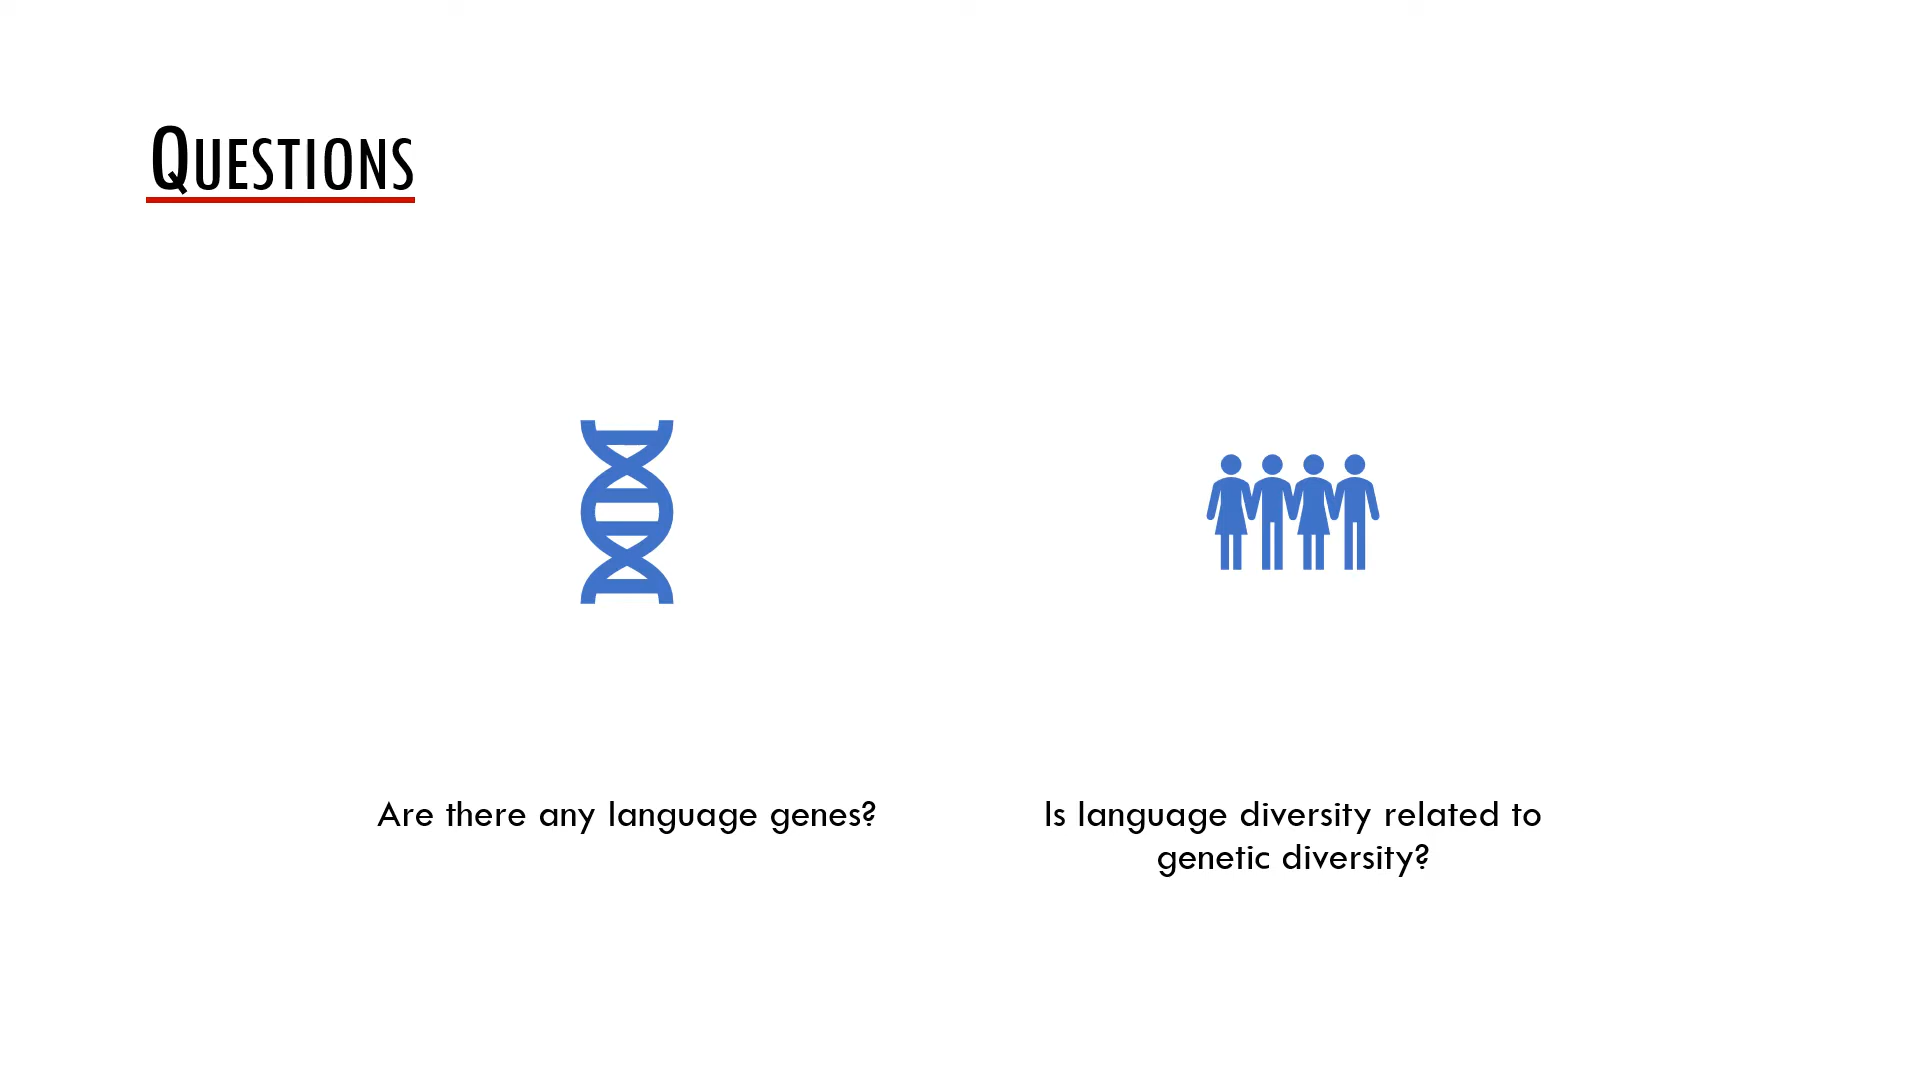 QUESTIONS
Are there any language genes?
Is language diversity related to
genetic diversity?